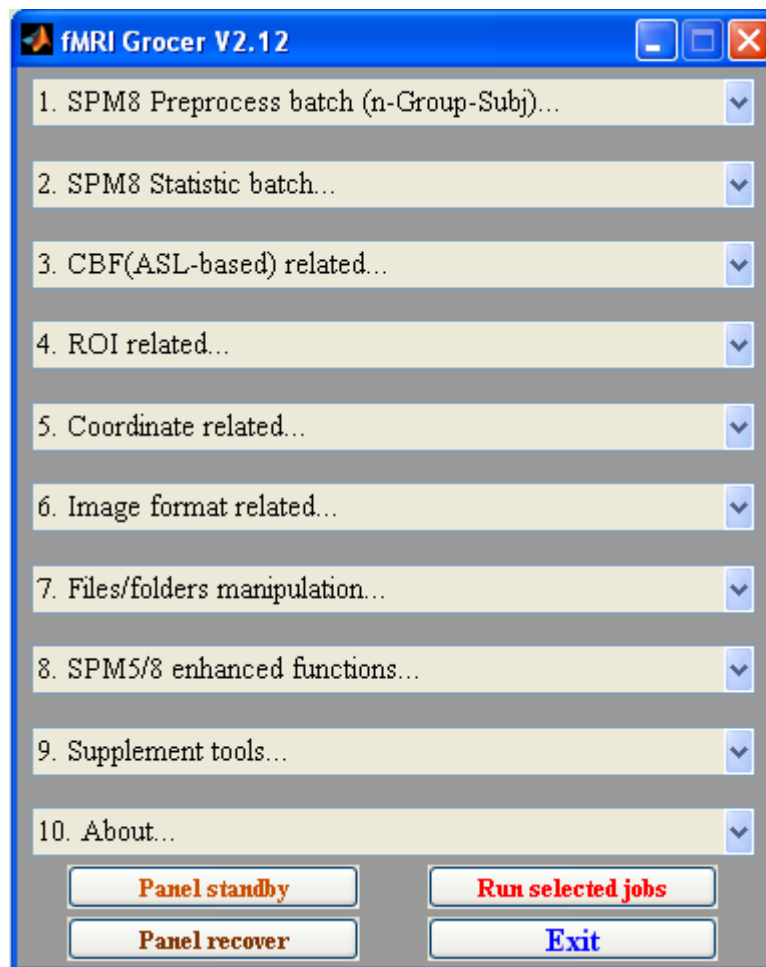 fMRI Grocer V2.12
1. SPM8 Preprocess batch (n-Group-Subj)...
2. SPM8 Statistic batch...
3. CBF(ASL-based) related...
4. ROI related...
5. Coordinate related...
6. Image format related...
7. Files/folders manipulation...
8. SPM5/8 enhanced functions...
9. Supplement tools...
10. About...
Panel standby
Run selected jobs
Panel recover
Exit